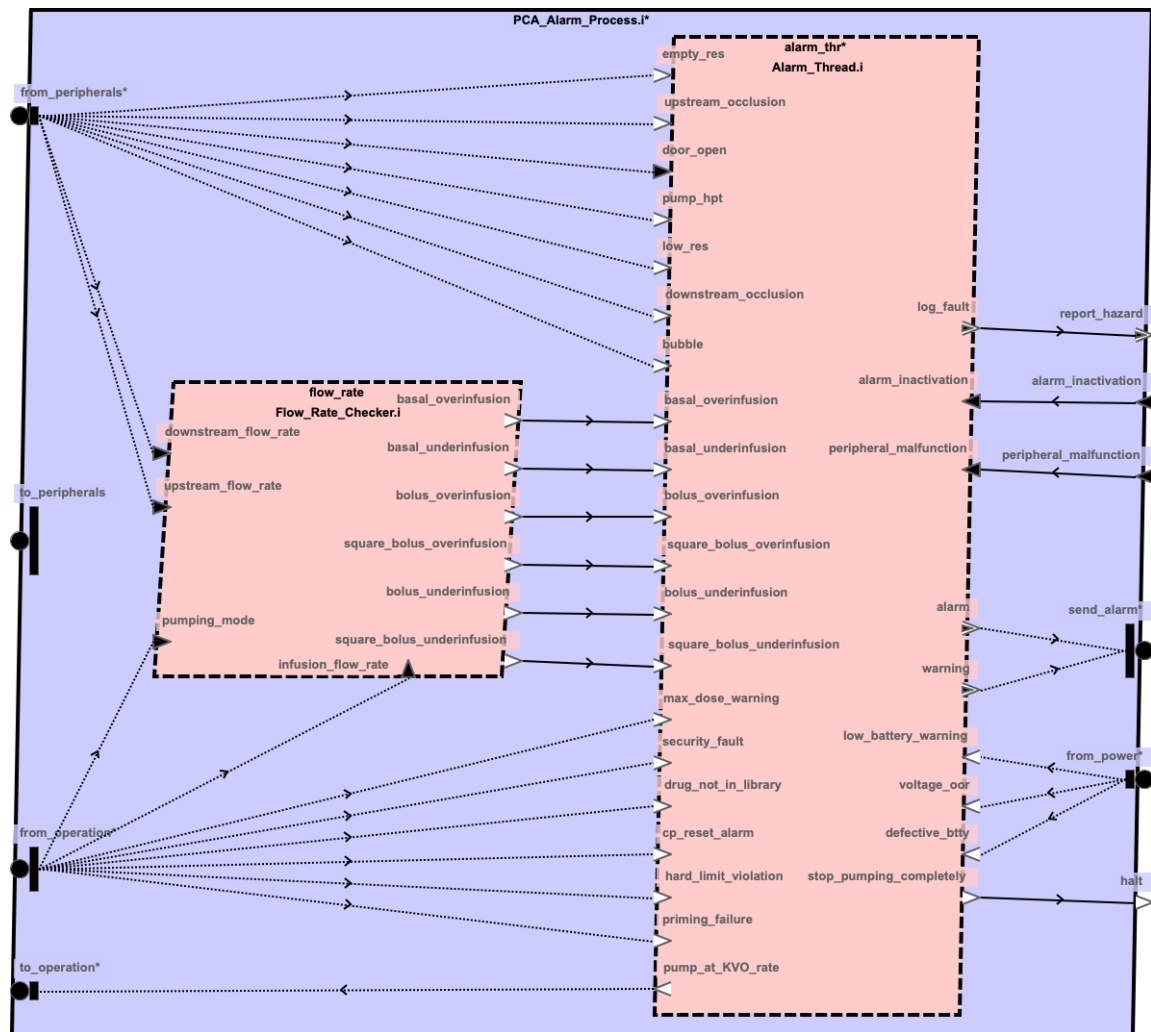 PCA_Alarm_Process.i*
alarm_thr*
Alarm_Thread.i
empty_res
from_peripherals*
upstream_occlusion
door_open
pump_hpt
low_res
downstream_occlusion
log_fault
report_hazard
bubble
alarm_inactivation
alarm_inactivation
flow_rate
Flow_Rate_Checker.i
basal_overinfusion
basal_overinfusion
downstream_flow_rate
basal_underinfusion
basal_underinfusion
peripheral_malfunction
peripheral_malfunction
to_peripherals
upstream_flow_rate
bolus_overinfusion
bolus_overinfusion
square_bolus_overinfusion
square_bolus_overinfusion
bolus_underinfusion
bolus_underinfusion
alarm
send_alarm*
pumping_mode
square_bolus_underinfusion
square_bolus_underinfusion
infusion_flow_rate
warning
max_dose_warning
security_fault
low_battery_warning
from_power*
drug_not_in_library
voltage_oor
from_operation*
cp_reset_alarm
defective_btty
hard_limit_violation
stop_pumping_completely
halt
priming_failure
to_operation*
pump_at_KVO_rate